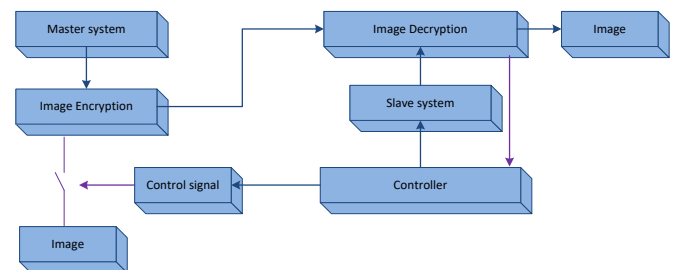 Master system
Image Decryption
Image
Image Encryption
Slave system
Control signal
Controller
Image